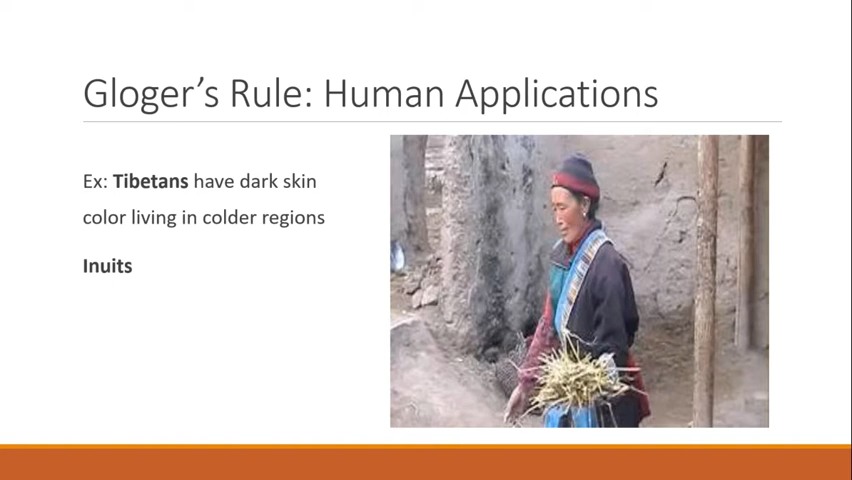 Gloger’s Rule: Human Applications
Ex: Tibetans have dark skin
color living in colder regions
Inuits